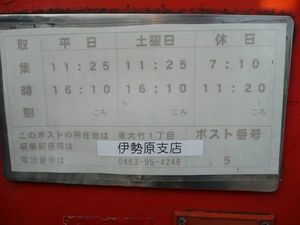 取 平日 土曜日 休日
集 11:25 11:25 7:10
時 16:10 16:10 11:20
刻 ころ ころ ころ
このポストの所在地は 東大竹1丁目 ポスト番号
収集郵便局は 伊勢原支店
電話番号は 0463-95-4246 5